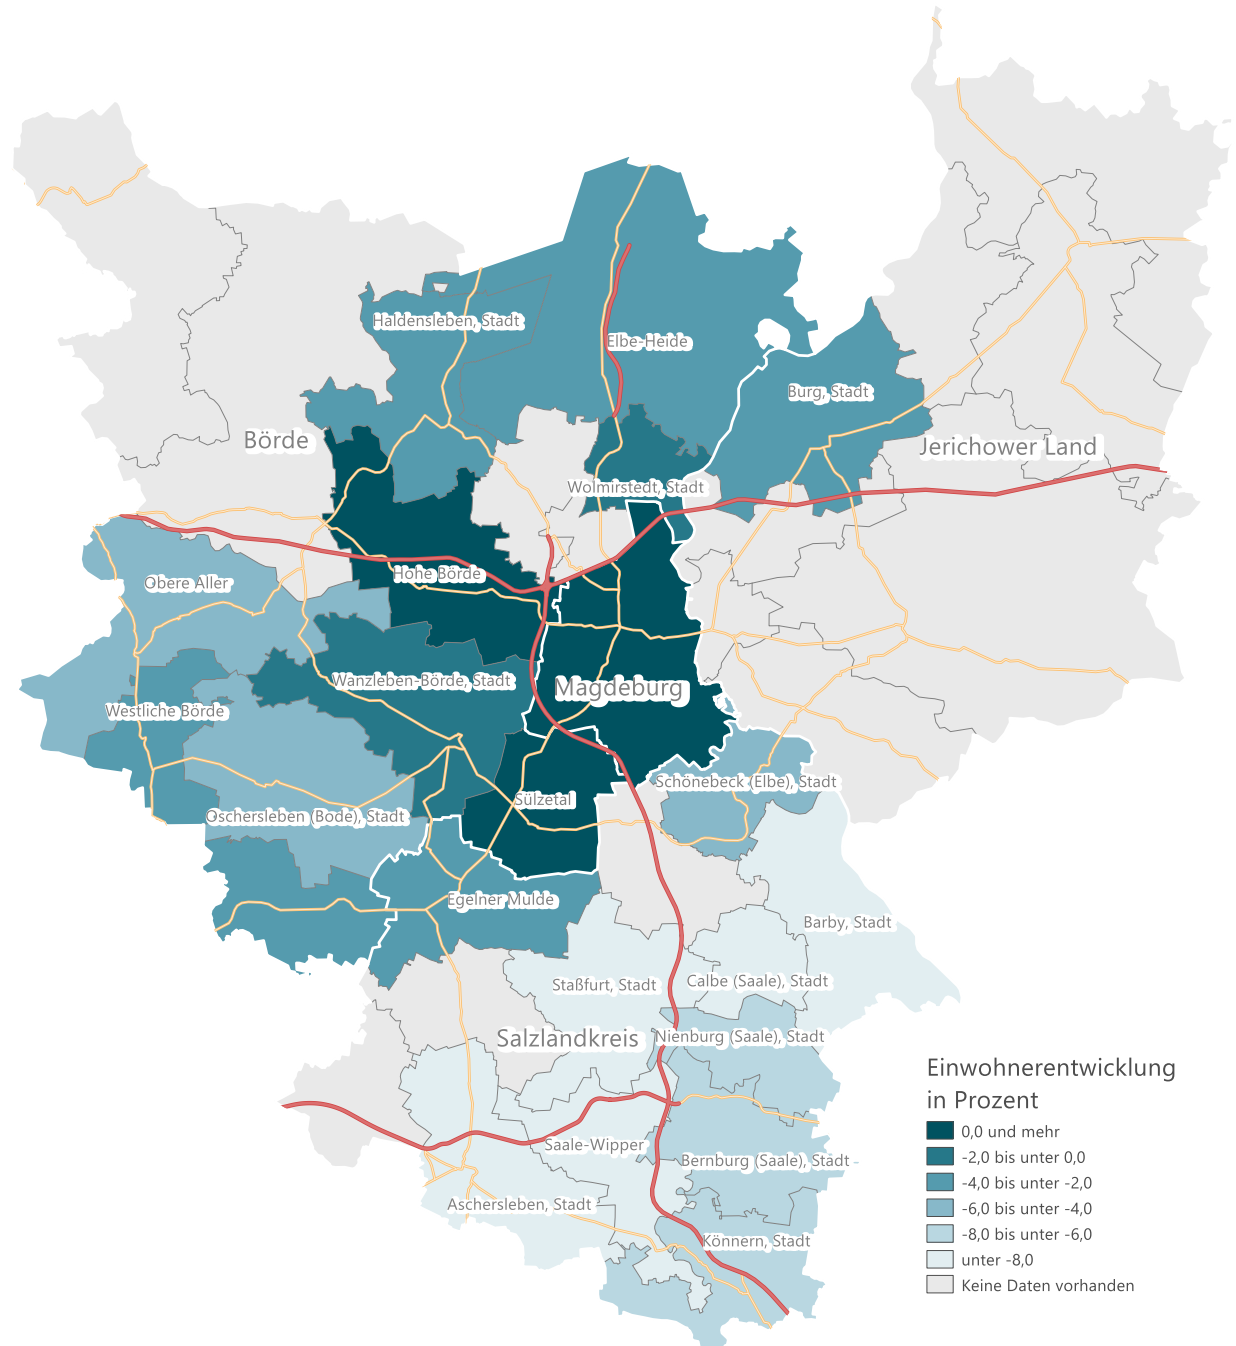 Haldensleben, Stadt
Elbe-Heide
Burg, Stadt
Börde
Jerichower Land
Wolmirstedt, Stadt
Hohe Börde
Obere Aller
Wanzleben-Börde, Stadt
Magdeburg
Westliche Börde
Schönebeck (Elbe), Stadt
Sülzetal
Oschersleben (Bode), Stadt
Egelner Mulde
Barby, Stadt
Staßfurt, Stadt
Calbe (Saale), Stadt
Salzlandkreis
Nienburg (Saale), Stadt
Saale-Wipper
Bernburg (Saale), Stadt
Aschersleben, Stadt
Könnern, Stadt
Einwohnerentwicklung
in Prozent
0,0 und mehr
-2,0 bis unter 0,0
-4,0 bis unter -2,0
-6,0 bis unter -4,0
-8,0 bis unter -6,0
unter -8,0
Keine Daten vorhanden